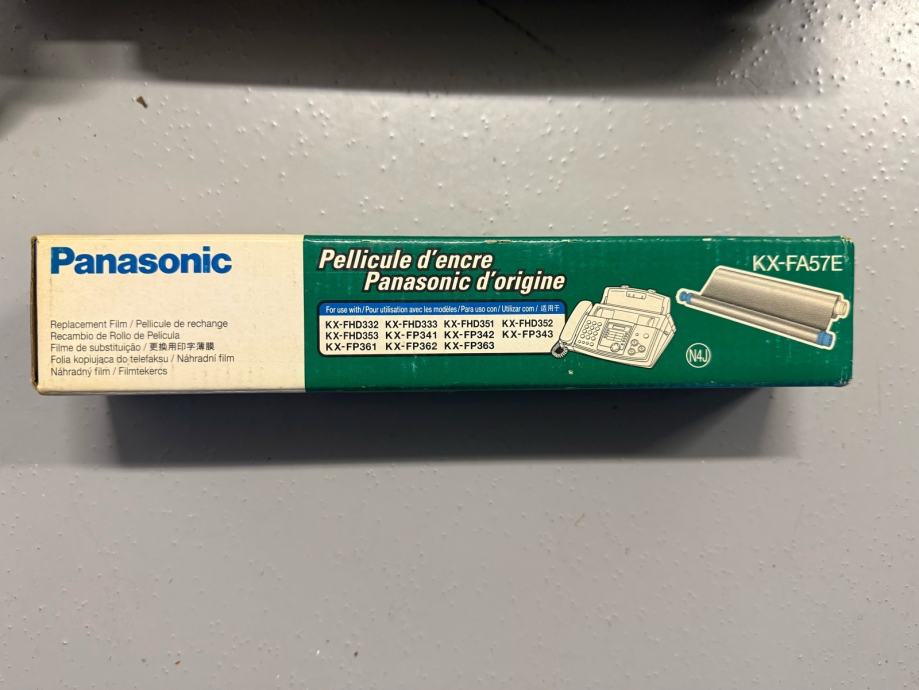 Panasonic
Replacement Film / Pellicule de rechange
Recambio de Rollo de Película
Filme de substituição / 更換用印字薄膜
Folia kopiująca do telefaksu / Náhradní film
Náhradný film / Filmtekercs
Pellicule d'encre
Panasonic d'origine
For use with / Pour utilisation avec les modèles / Para uso con / Utilizar com / 适用于
KX-FHD332 KX-FHD333 KX-FHD351 KX-FHD352
KX-FHD353 KX-FP341 KX-FP342 KX-FP343
KX-FP361 KX-FP362 KX-FP363
KX-FA57E
N4J